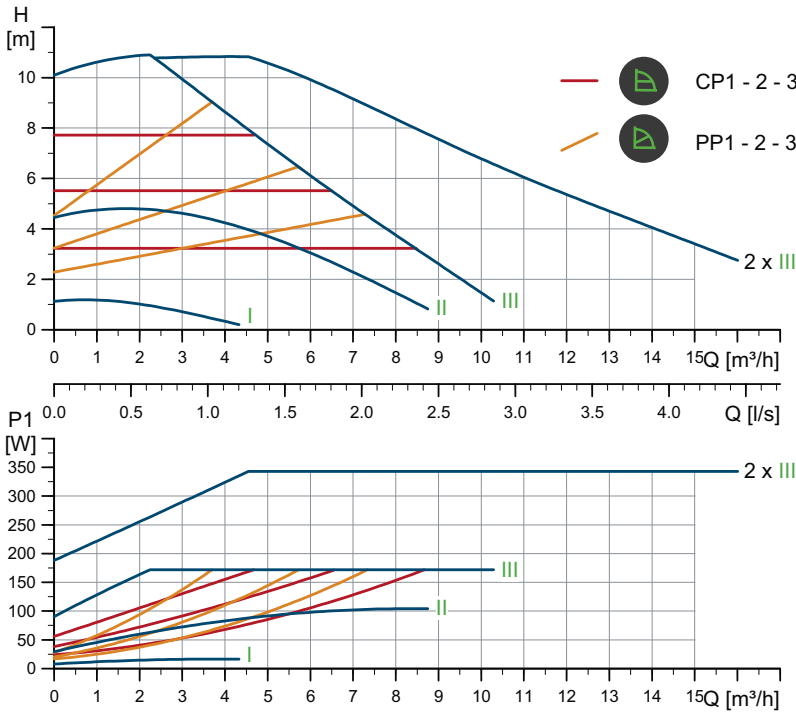 H
[m]
10
8
6
4
2
0
CP1 - 2 - 3
PP1 - 2 - 3
2 x III
III
II
I
0 1 2 3 4 5 6 7 8 9 10 11 12 13 14 15 Q [m³/h]
0.0 0.5 1.0 1.5 2.0 2.5 3.0 3.5 4.0 Q [l/s]
P1
[W]
350
300
250
200
150
100
50
0
2 x III
III
II
I
0 1 2 3 4 5 6 7 8 9 10 11 12 13 14 15 Q [m³/h]